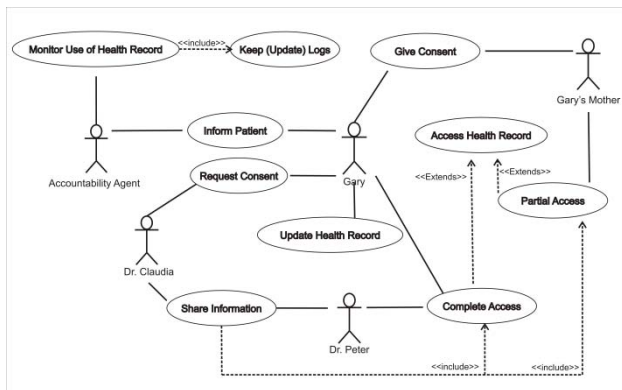 Monitor Use of Health Record
<<include>>
Keep (Update) Logs
Give Consent
Gary's Mother
Inform Patient
Access Health Record
Accountability Agent
Request Consent
Gary
<<Extends>>
<<Extends>>
Partial Access
Update Health Record
Dr. Claudia
Share Information
Complete Access
Dr. Peter
<<include>>
<<include>>